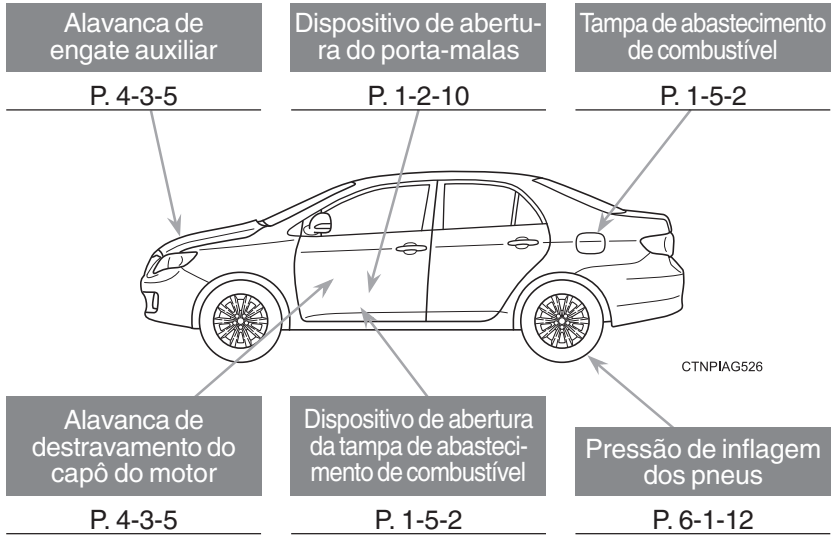 Alavanca de
engate auxiliar
P. 4-3-5
Dispositivo de abertu-
ra do porta-malas
P. 1-2-10
Tampa de abastecimento
de combustível
P. 1-5-2
CTNPIAG526
Alavanca de
destravamento do
capô do motor
P. 4-3-5
Dispositivo de abertura
da tampa de abasteci-
mento de combustível
P. 1-5-2
Pressão de inflagem
dos pneus
P. 6-1-12